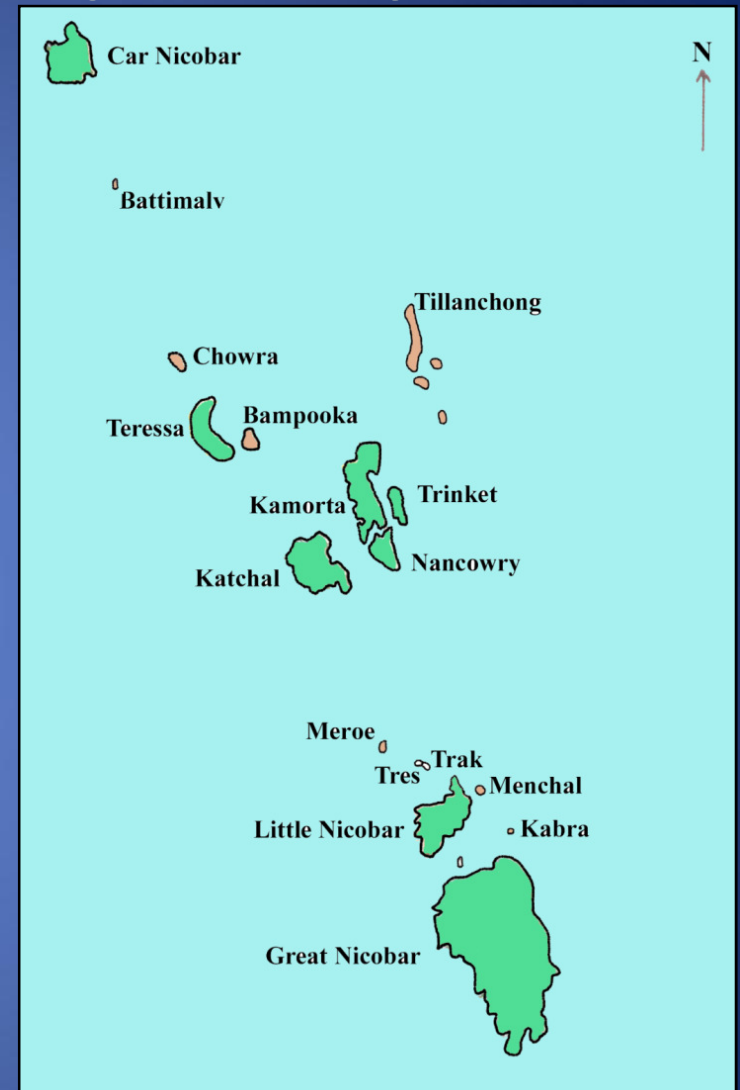 Car Nicobar
N
Battimalv
Tillanchong
Chowra
Bampooka
Teressa
Trinket
Kamorta
Nancowry
Katchal
Meroe
Trak
Tres
Menchal
Little Nicobar
Kabra
Great Nicobar